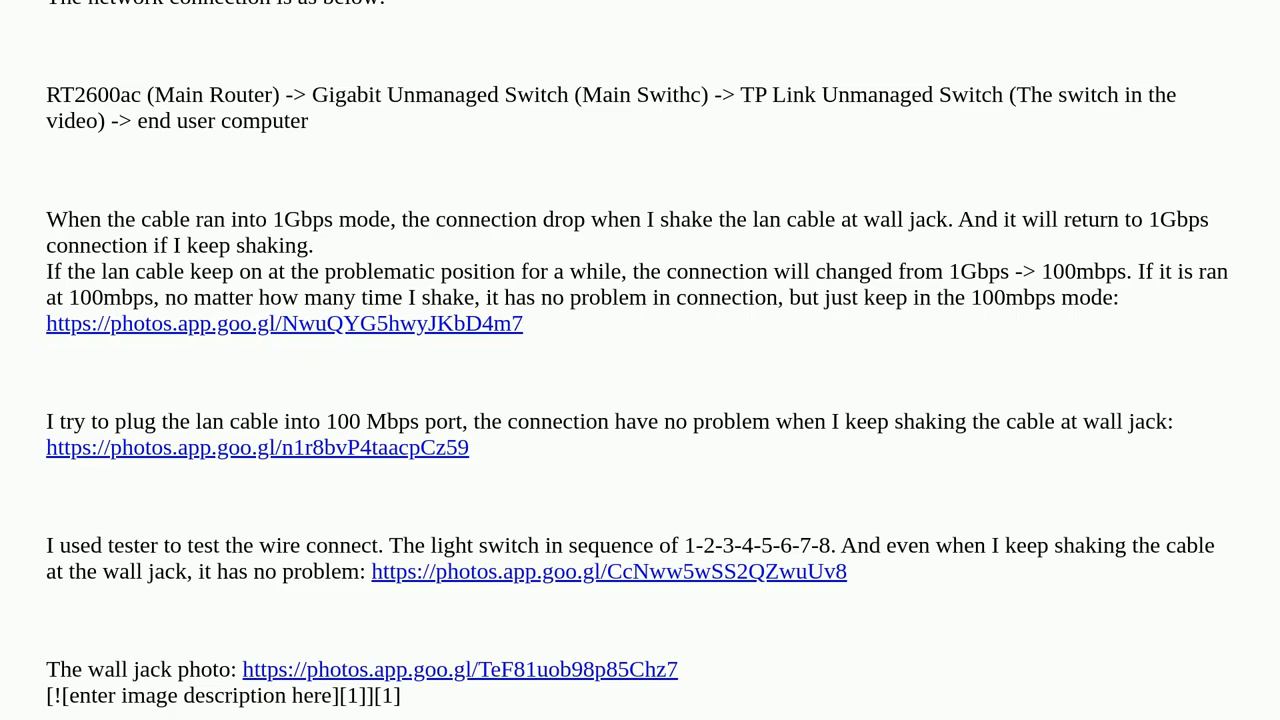 The network connection is as below:
RT2600ac (Main Router) -> Gigabit Unmanaged Switch (Main Swithc) -> TP Link Unmanaged Switch (The switch in the
video) -> end user computer
When the cable ran into 1Gbps mode, the connection drop when I shake the lan cable at wall jack. And it will return to 1Gbps
connection if I keep shaking.
If the lan cable keep on at the problematic position for a while, the connection will changed from 1Gbps -> 100mbps. If it is ran
at 100mbps, no matter how many time I shake, it has no problem in connection, but just keep in the 100mbps mode:
https://photos.app.goo.gl/NwuQYG5hwyJKbD4m7
I try to plug the lan cable into 100 Mbps port, the connection have no problem when I keep shaking the cable at wall jack:
https://photos.app.goo.gl/n1r8bvP4taacpCz59
I used tester to test the wire connect. The light switch in sequence of 1-2-3-4-5-6-7-8. And even when I keep shaking the cable
at the wall jack, it has no problem: https://photos.app.goo.gl/CcNww5wSS2QZwuUv8
The wall jack photo: https://photos.app.goo.gl/TeF81uob98p85Chz7
[![enter image description here][1]][1]